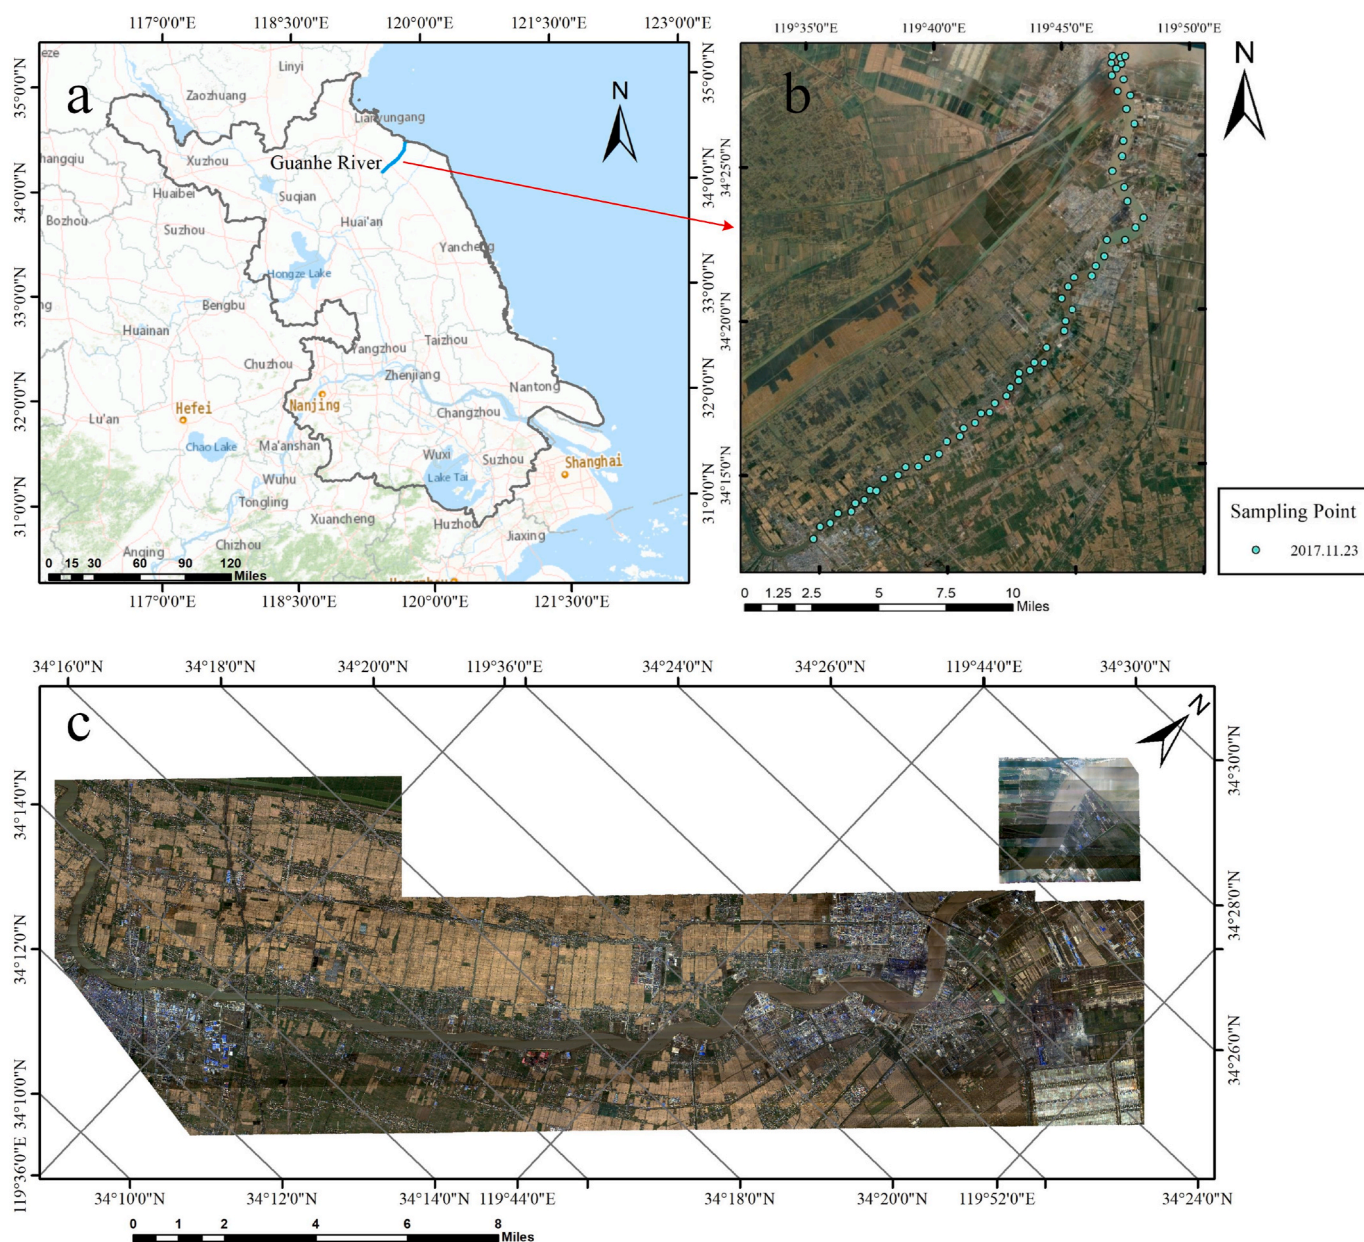 117°0'0"E 118°30'0"E 120°0'0"E 121°30'0"E 123°0'0"E
35°0'0"N
34°0'0"N
33°0'0"N
32°0'0"N
31°0'0"N
a
N
eze
Linyi
Zaozhuang
Lianyungang
Guanhe River
hangqiu
Xuzhou
Huaibei
Suqian
Bozhou
Suzhou
Huai'an
Yancheng
Hongze Lake
ng
Bengbu
Huainan
Taizhou
Yangzhou
Chuzhou
Zhenjiang
Nantong
Lu'an
Hefei
Nanjing
Changzhou
Chao Lake
Ma'anshan
Wuxi
Suzhou
Shanghai
Lake Tai
Wuhu
Tongling
Xuancheng
Huzhou
Jiaxing
Anqing
Chizhou
0 15 30 60 90 120
Miles
35°0'0"N
34°0'0"N
33°0'0"N
32°0'0"N
31°0'0"N
117°0'0"E 118°30'0"E 120°0'0"E 121°30'0"E
119°35'0"E 119°40'0"E 119°45'0"E 119°50'0"E
b
N
34°25'0"N
34°20'0"N
34°15'0"N
0 1.25 2.5 5 7.5 10
Miles
Sampling Point
2017.11.23
34°16'0"N 34°18'0"N 34°20'0"N 119°36'0"E 34°24'0"N 34°26'0"N 119°44'0"E 34°30'0"N
c
N
34°14'0"N
34°12'0"N
34°10'0"N
119°36'0"E
34°30'0"N
34°28'0"N
34°26'0"N
34°10'0"N 34°12'0"N 34°14'0"N 119°44'0"E 34°18'0"N 34°20'0"N 119°52'0"E 34°24'0"N
0 1 2 4 6 8
Miles